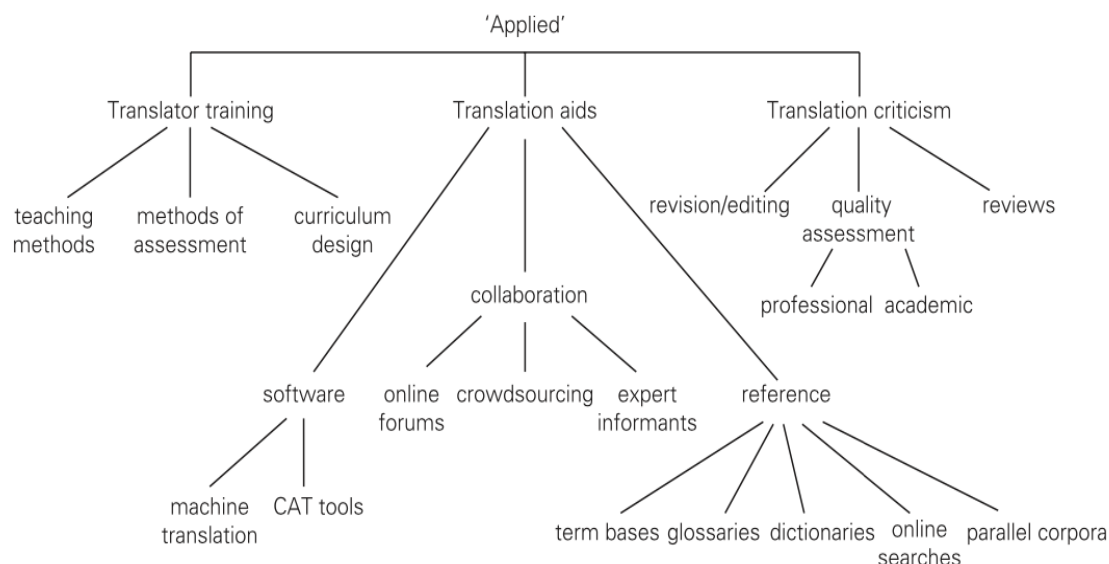 'Applied'
Translator training
Translation aids
Translation criticism
teaching
methods
methods of
assessment
curriculum
design
revision/editing
quality
assessment
reviews
professional
academic
collaboration
software
online
forums
crowdsourcing
expert
informants
reference
machine
translation
CAT tools
term bases
glossaries
dictionaries
online
searches
parallel corpora